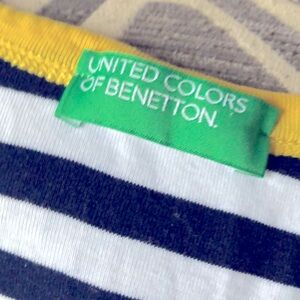 UNITED COLORS
OF BENETTON.